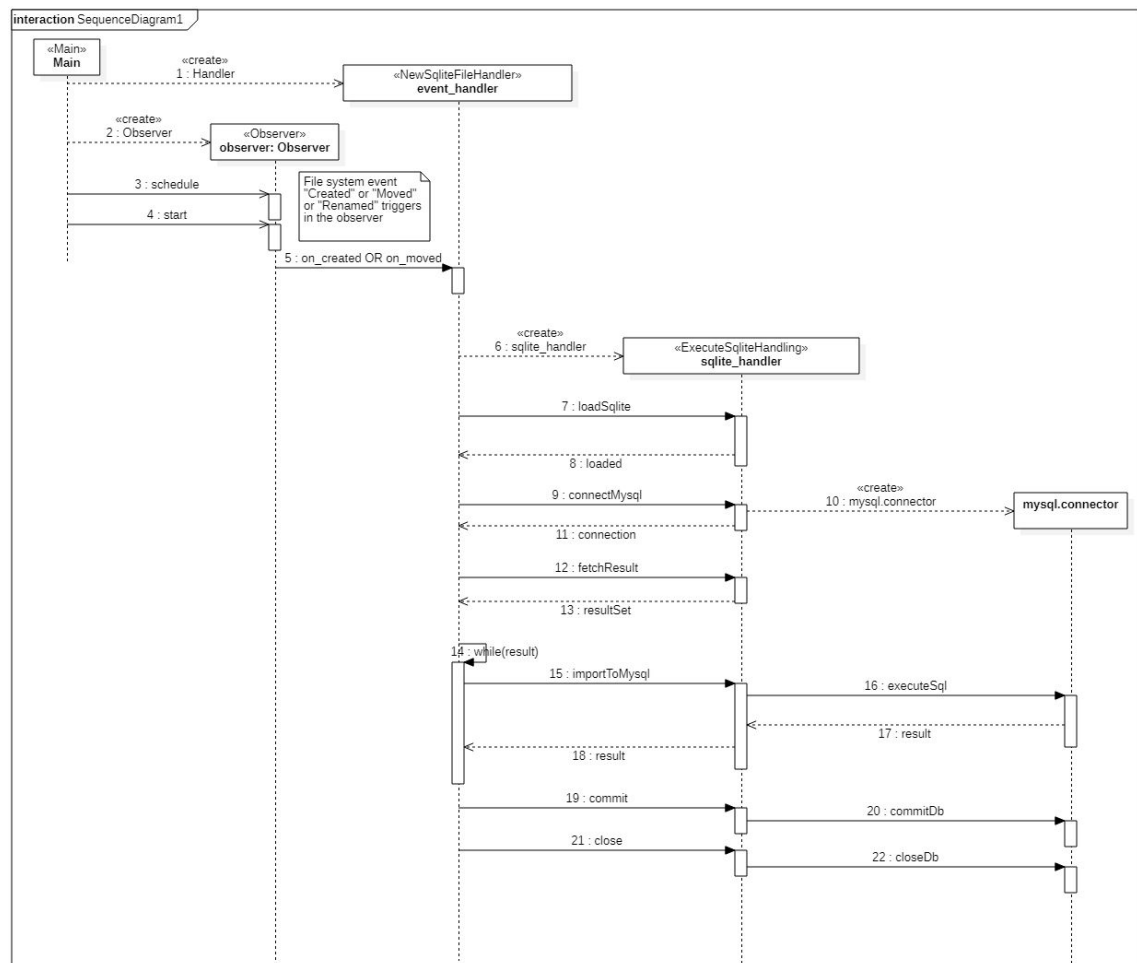 interaction SequenceDiagram1
«Main»
Main
«create»
1 : Handler
«NewSqliteFileHandler»
event_handler
«create»
2 : Observer
«Observer»
observer: Observer
3 : schedule
File system event
"Created" or "Moved"
or "Renamed" triggers
in the observer
4 : start
5 : on_created OR on_moved
«create»
6 : sqlite_handler
«ExecuteSqliteHandling»
sqlite_handler
7 : loadSqlite
8 : loaded
9 : connectMysql
«create»
10 : mysql.connector
mysql.connector
11 : connection
12 : fetchResult
13 : resultSet
14 : while(result)
15 : importToMysql
16 : executeSql
17 : result
18 : result
19 : commit
20 : commitDb
21 : close
22 : closeDb